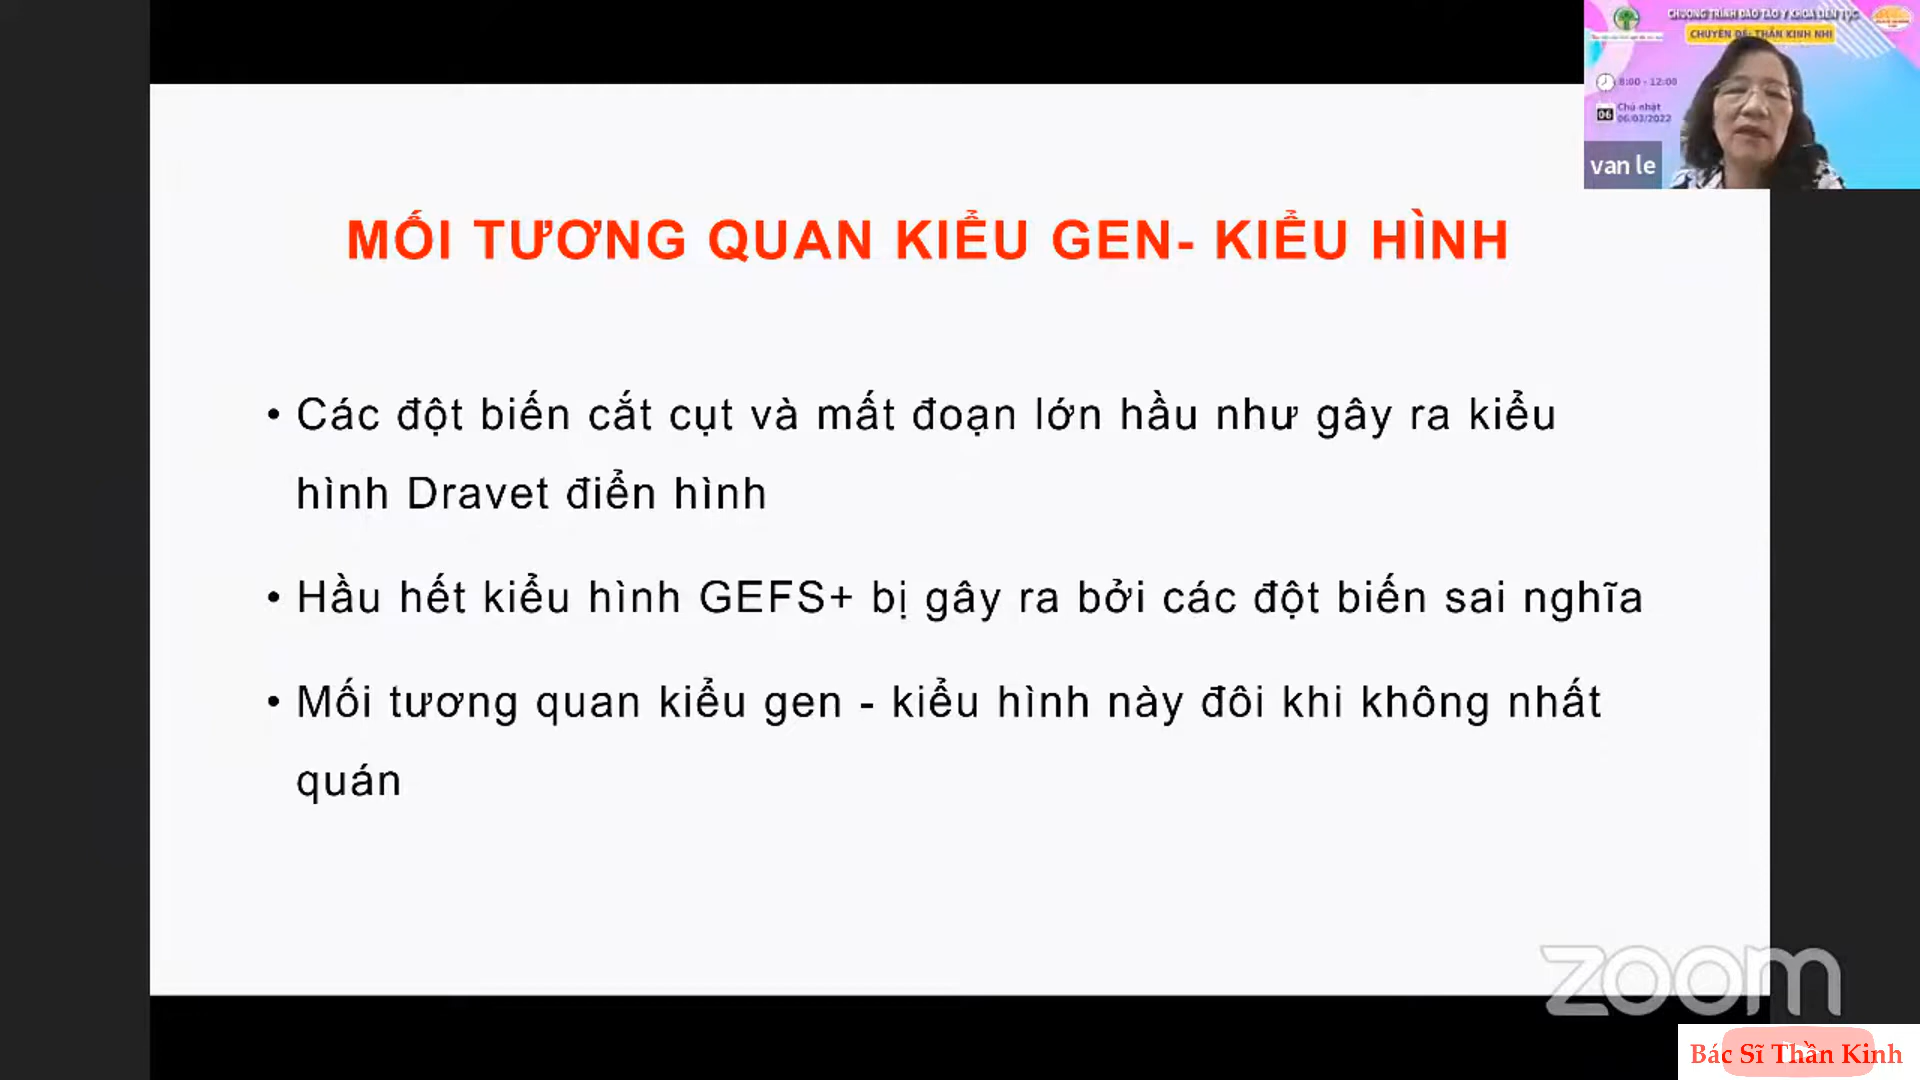 CHƯƠNG TRÌNH ĐÀO TẠO Y KHOA LIÊN TỤC
CHUYÊN ĐỀ: THẦN KINH NHI
8:00 - 12:00
Chủ nhật
06
06/03/2022
van le
MỐI TƯƠNG QUAN KIỂU GEN- KIỂU HÌNH
• Các đột biến cắt cụt và mất đoạn lớn hầu như gây ra kiểu
hình Dravet điển hình
• Hầu hết kiểu hình GEFS+ bị gây ra bởi các đột biến sai nghĩa
• Mối tương quan kiểu gen - kiểu hình này đôi khi không nhất
quán
zoom
Bác Sĩ Thần Kinh